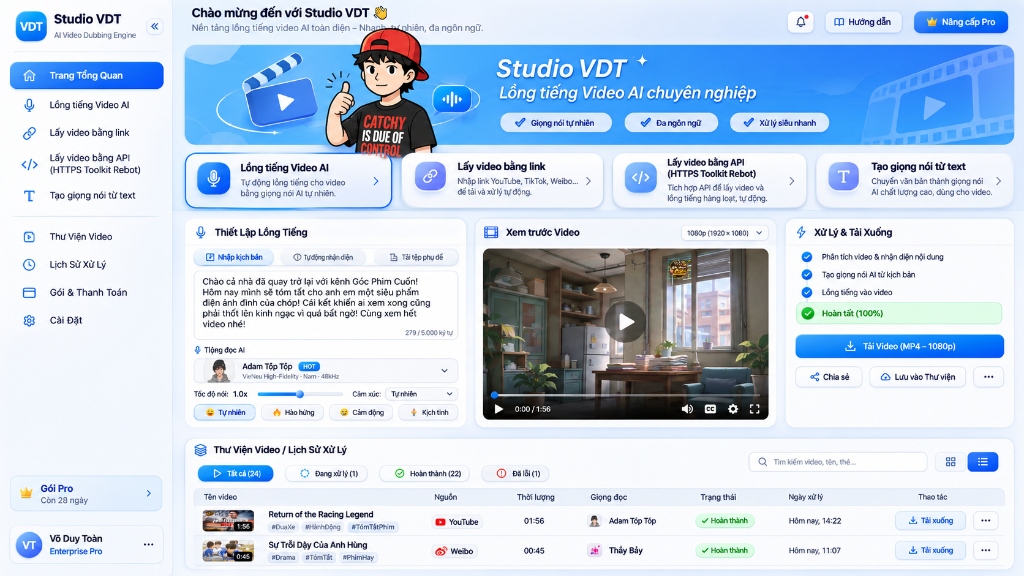 VDT
Studio VDT
AI Video Dubbing Engine
Trang Tổng Quan
Lồng tiếng Video AI
Lấy video bằng link
Lấy video bằng API
(HTTPS Toolkit Rebot)
Tạo giọng nói từ text
Thư Viện Video
Lịch Sử Xử Lý
Gói & Thanh Toán
Cài Đặt
Gói Pro
Còn 28 ngày
VT
Võ Duy Toàn
Enterprise Pro
Chào mừng đến với Studio VDT 👋
Nền tảng lồng tiếng video AI toàn diện – Nhanh, tự nhiên, đa ngôn ngữ.
Hướng dẫn
Nâng cấp Pro
CATCHY
IS DUE OF
CONTROL
Studio VDT
Lồng tiếng Video AI chuyên nghiệp
Giọng nói tự nhiên
Đa ngôn ngữ
Xử lý siêu nhanh
Lồng tiếng Video AI
Tự động lồng tiếng cho video
bằng giọng nói AI tự nhiên.
Lấy video bằng link
Nhập link YouTube, TikTok, Weibo...
để tải và xử lý tự động.
Lấy video bằng API
(HTTPS Toolkit Rebot)
Tích hợp API để lấy video và
lồng tiếng hàng loạt, tự động.
T
Tạo giọng nói từ text
Chuyển văn bản thành giọng nói
AI chất lượng cao, dùng cho video.
Thiết Lập Lồng Tiếng
Nhập kịch bản
Tự động nhận diện
Tải tệp phụ đề
Chào cả nhà đã quay trở lại với kênh Góc Phim Cuốn!
Hôm nay mình sẽ tóm tắt cho anh em một siêu phẩm
điện ảnh đình của chóp! Cái kết khiến ai xem xong cũng
phải thốt lên kinh ngạc vì quá bất ngờ! Cùng xem hết
video nhé!
279 / 5.000 ký tự
Tiọng đọc AI
Adam Tóp Tóp
HOT
VieNeu High-Fidelity · Nam · 48kHz
Tốc độ nói: 1.0x
Cảm xúc:
Tự nhiên
Tự nhiên
Hào hứng
Cảm động
Kịch tính
Xem trước Video
1080p (1920 × 1080)
0:00 / 1:56
CC
Xử Lý & Tải Xuống
Phân tích video & nhận diện nội dung
Tạo giọng nói AI từ kịch bản
Lồng tiếng vào video
Hoàn tất (100%)
Tải Video (MP4 – 1080p)
Chia sẻ
Lưu vào Thư viện
Thư Viện Video / Lịch Sử Xử Lý
Tất cả (24)
Đang xử lý (1)
Hoàn thành (22)
Đã lỗi (1)
Tìm kiếm video, tên, thẻ...
Tên video
Nguồn
Thời lượng
Giọng đọc
Trạng thái
Ngày xử lý
Thao tác
1:56
Return of the Racing Legend
#ĐuaXe
#HànhĐộng
#TómTắtPhim
YouTube
01:56
Adam Tóp Tóp
Hoàn thành
Hôm nay, 14:22
Tải xuống
0:45
Sự Trỗi Dậy Của Anh Hùng
#Drama
#TómTắt
#PhimHay
Weibo
00:45
Thầy Bảy
Hoàn thành
Hôm nay, 11:07
Tải xuống